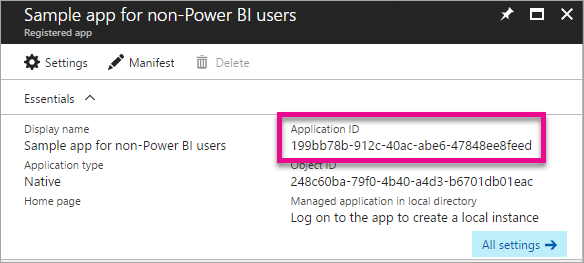 Sample app for non-Power BI users
Registered app
Settings Manifest Delete
Essentials
Display name
Sample app for non-Power BI users
Application type
Native
Home page
Application ID
199bb78b-912c-40ac-abe6-47848ee8feed
Object ID
248c60ba-79f0-4b40-a4d3-b6701db01eac
Managed application in local directory
Log on to the app to create a local instance
All settings